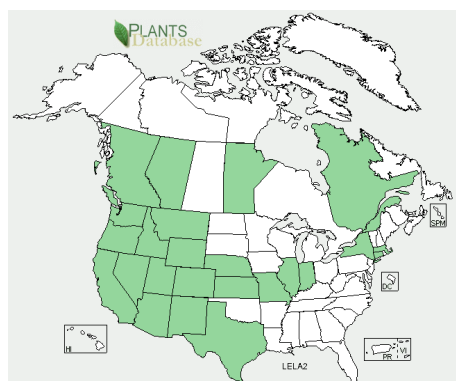 PLANTS
Database
SPM
DC
HI
PR
VI
LELA2